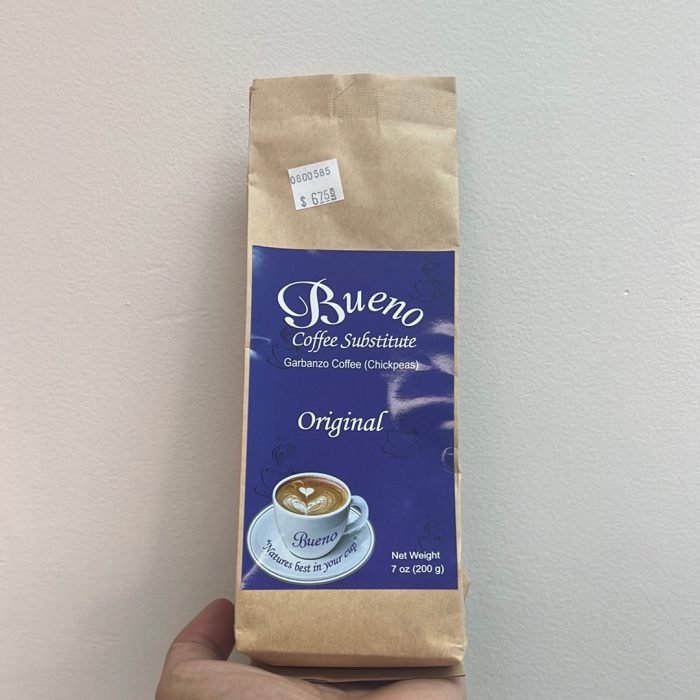 0800585
$ 6.75
Bueno
Coffee Substitute
Garbanzo Coffee (Chickpeas)
Original
Bueno
"Natures best in your cup"
Net Weight
7 oz (200 g)